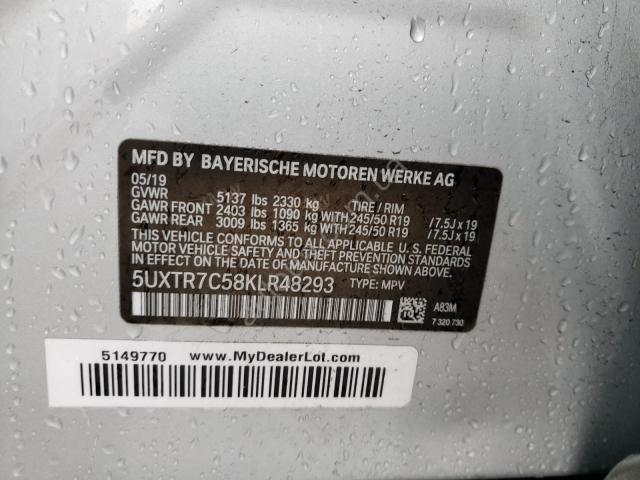 MFD BY BAYERISCHE MOTOREN WERKE AG
05/19
GVWR 5137 lbs 2330 kg TIRE / RIM
GAWR FRONT 2403 lbs 1090 kg WITH 245/50 R19 / 7.5J x 19
GAWR REAR 3009 lbs 1365 kg WITH 245/50 R19 / 7.5J x 19
THIS VEHICLE CONFORMS TO ALL APPLICABLE U.S. FEDERAL
MOTOR VEHICLE SAFETY AND THEFT PREVENTION STANDARDS
IN EFFECT ON THE DATE OF MANUFACTURE SHOWN ABOVE.
5UXTR7C58KLR48293 TYPE: MPV
A83M
7 320 730
5149770 www.MyDealerLot.com